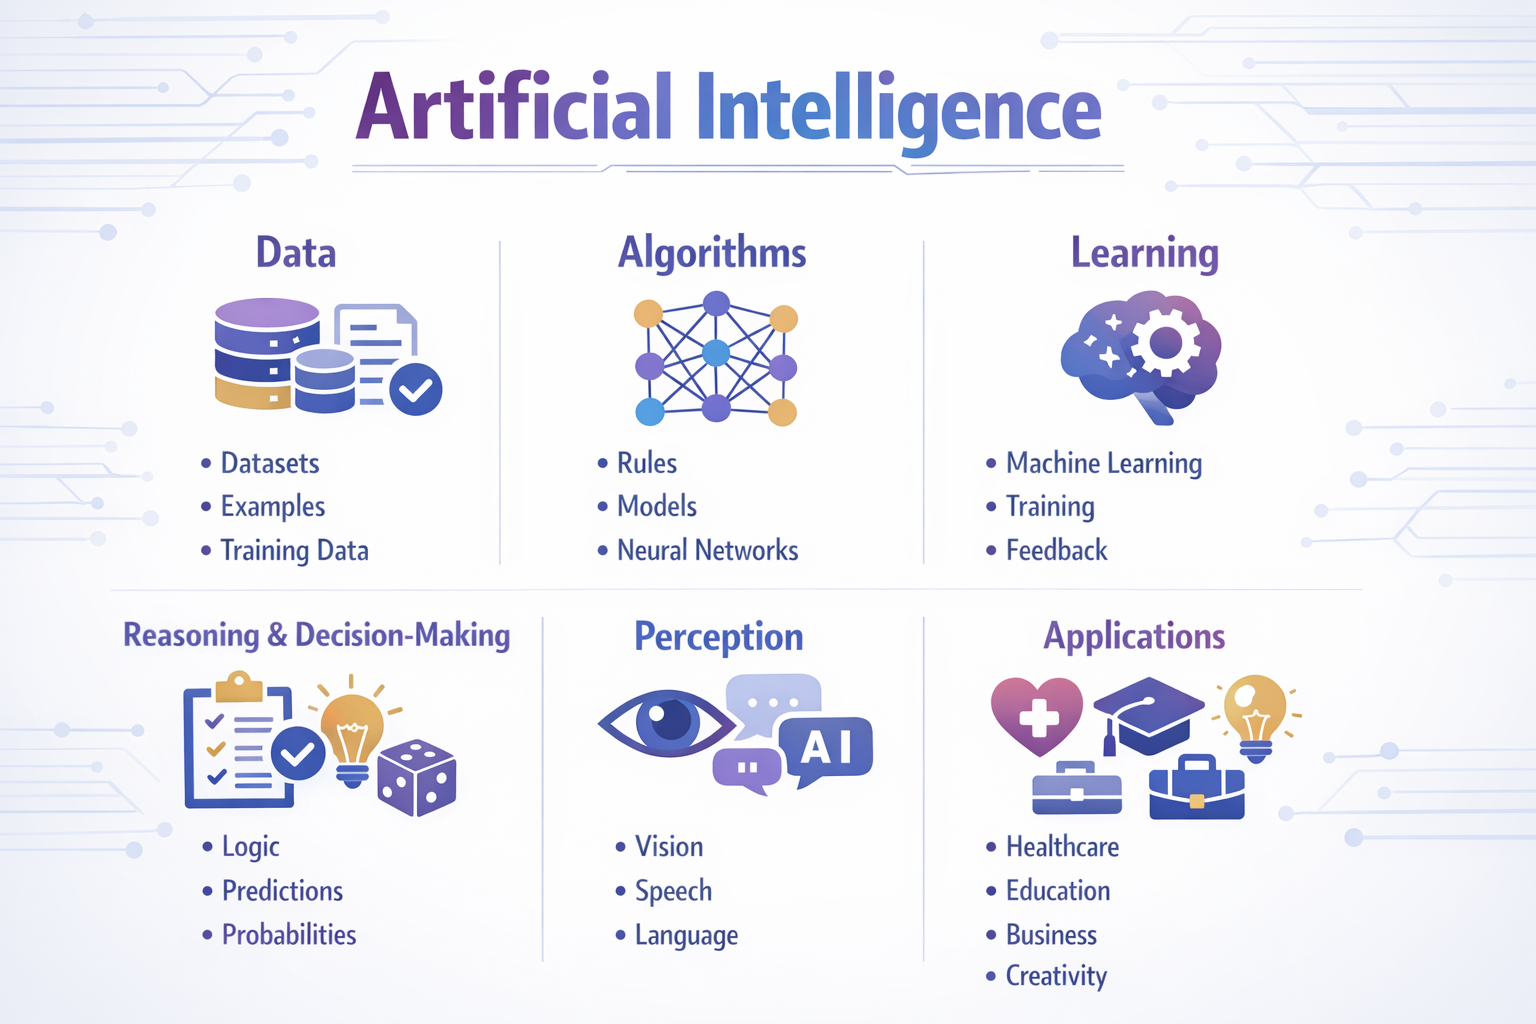 Artificial Intelligence
Data
• Datasets
• Examples
• Training Data
Algorithms
• Rules
• Models
• Neural Networks
Learning
• Machine Learning
• Training
• Feedback
Reasoning & Decision-Making
• Logic
• Predictions
• Probabilities
Perception
AI
• Vision
• Speech
• Language
Applications
• Healthcare
• Education
• Business
• Creativity